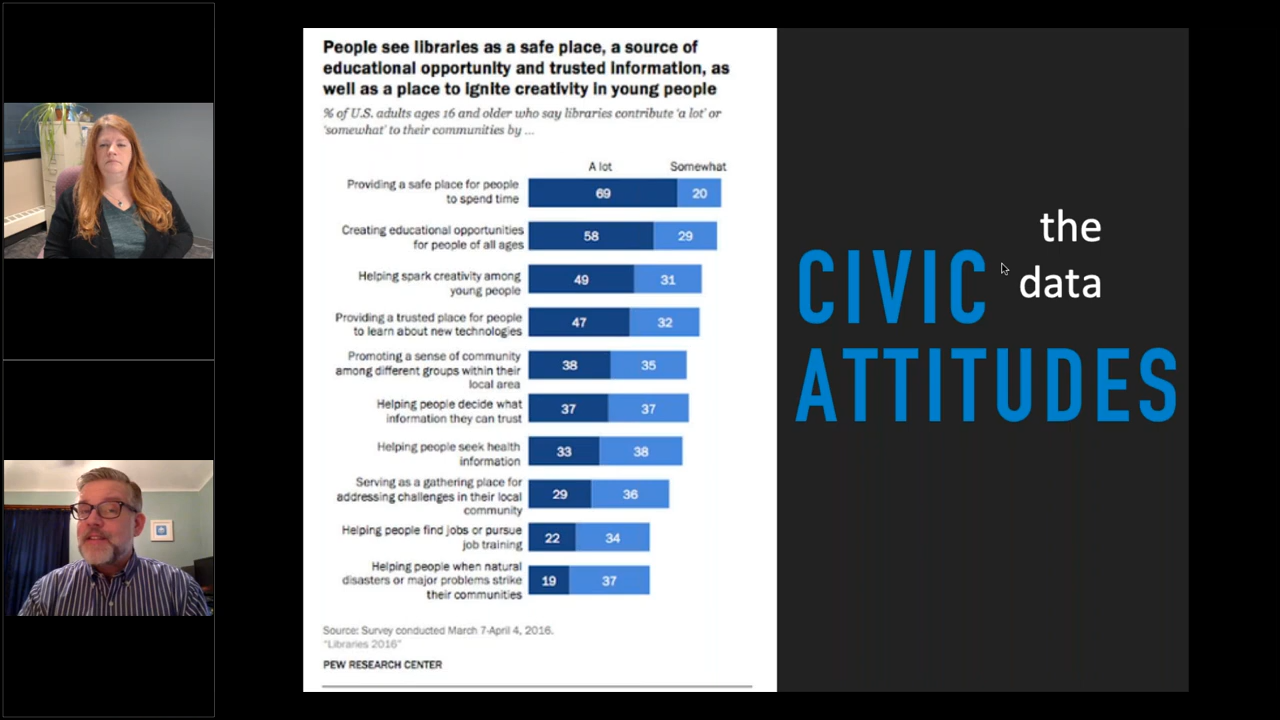 People see libraries as a safe place, a source of
educational opportunity and trusted information, as
well as a place to ignite creativity in young people
% of U.S. adults ages 16 and older who say libraries contribute 'a lot' or
'somewhat' to their communities by ...
A lot Somewhat
Providing a safe place for people
to spend time
69 20
Creating educational opportunities
for people of all ages
58 29
Helping spark creativity among
young people
49 31
Providing a trusted place for people
to learn about new technologies
47 32
Promoting a sense of community
among different groups within their
local area
38 35
Helping people decide what
information they can trust
37 37
Helping people seek health
information
33 38
Serving as a gathering place for
addressing challenges in their local
community
29 36
Helping people find jobs or pursue
job training
22 34
Helping people when natural
disasters or major problems strike
their communities
19 37
Source: Survey conducted March 7-April 4, 2016.
"Libraries 2016"
PEW RESEARCH CENTER
the
CIVIC
data
ATTITUDES